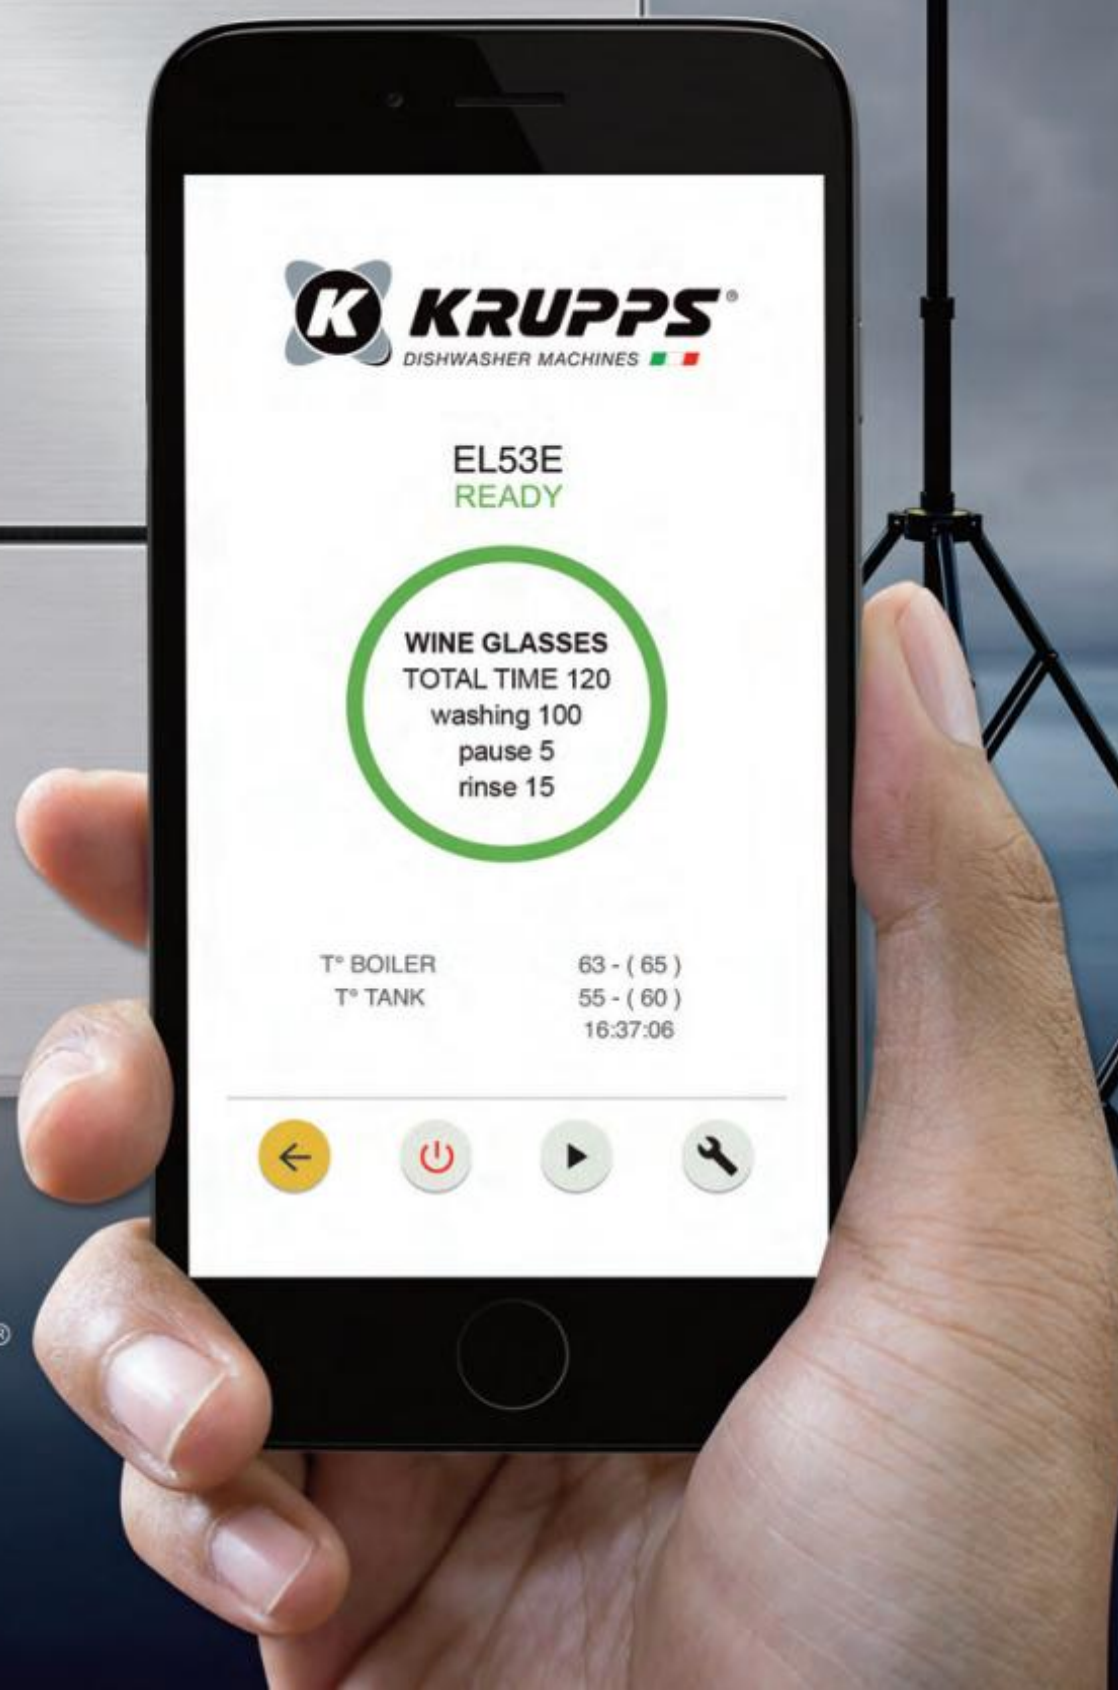 K KRUPPS®
DISHWASHER MACHINES
EL53E
READY
WINE GLASSES
TOTAL TIME 120
washing 100
pause 5
rinse 15
T° BOILER 63 - ( 65 )
T° TANK 55 - ( 60 )
16:37:06
®